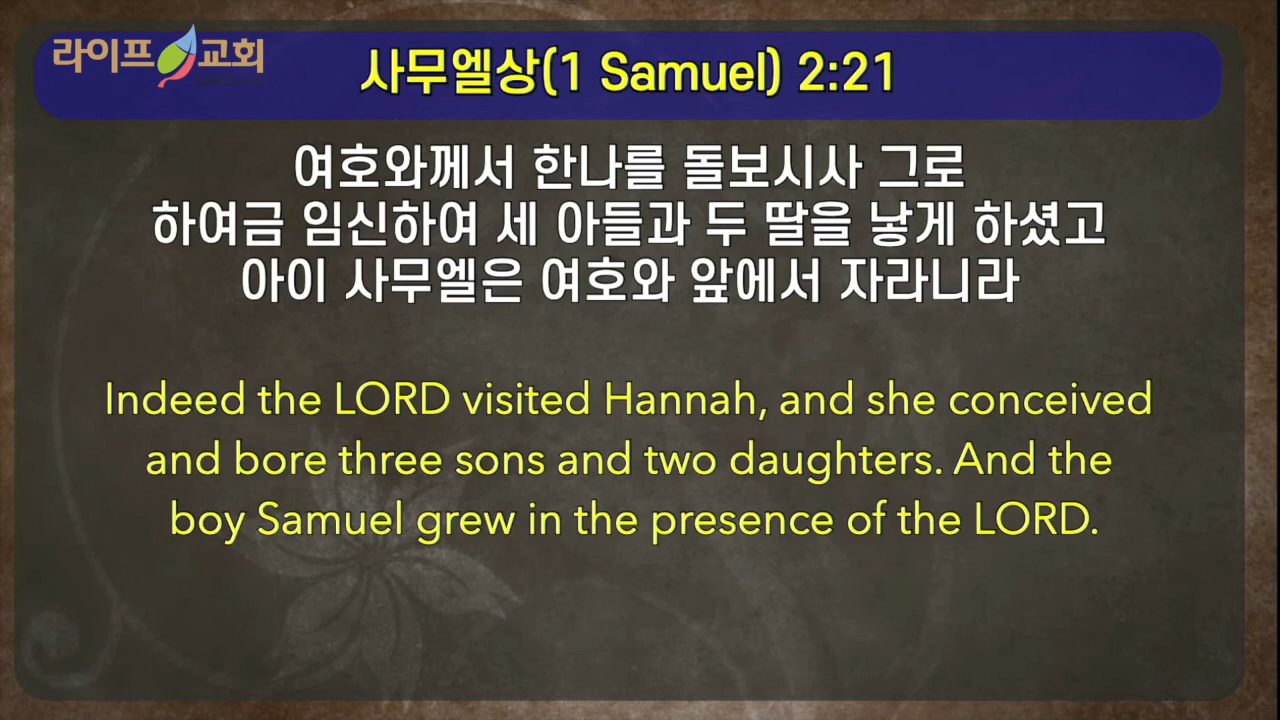 라이프 교회
사무엘상(1 Samuel) 2:21
여호와께서 한나를 돌보시사 그로
하여금 임신하여 세 아들과 두 딸을 낳게 하셨고
아이 사무엘은 여호와 앞에서 자라니라
Indeed the LORD visited Hannah, and she conceived
and bore three sons and two daughters. And the
boy Samuel grew in the presence of the LORD.